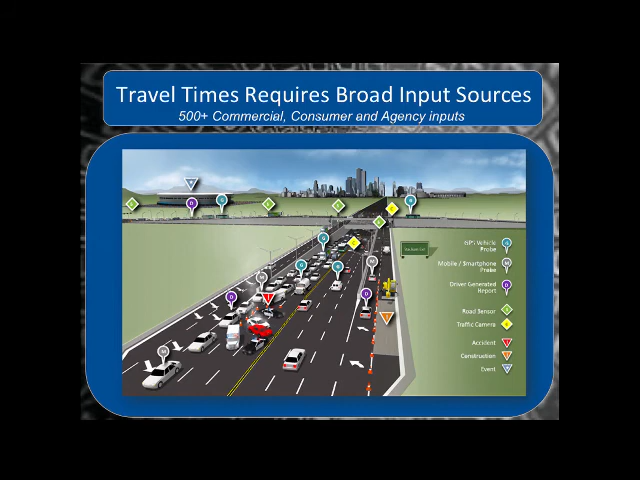 Travel Times Requires Broad Input Sources
500+ Commercial, Consumer and Agency inputs
GPS Vehicle
Probe
Mobile / Smartphone
Probe
Driver Generated
Report
Road Sensor
Traffic Camera
Accident
Construction
Event